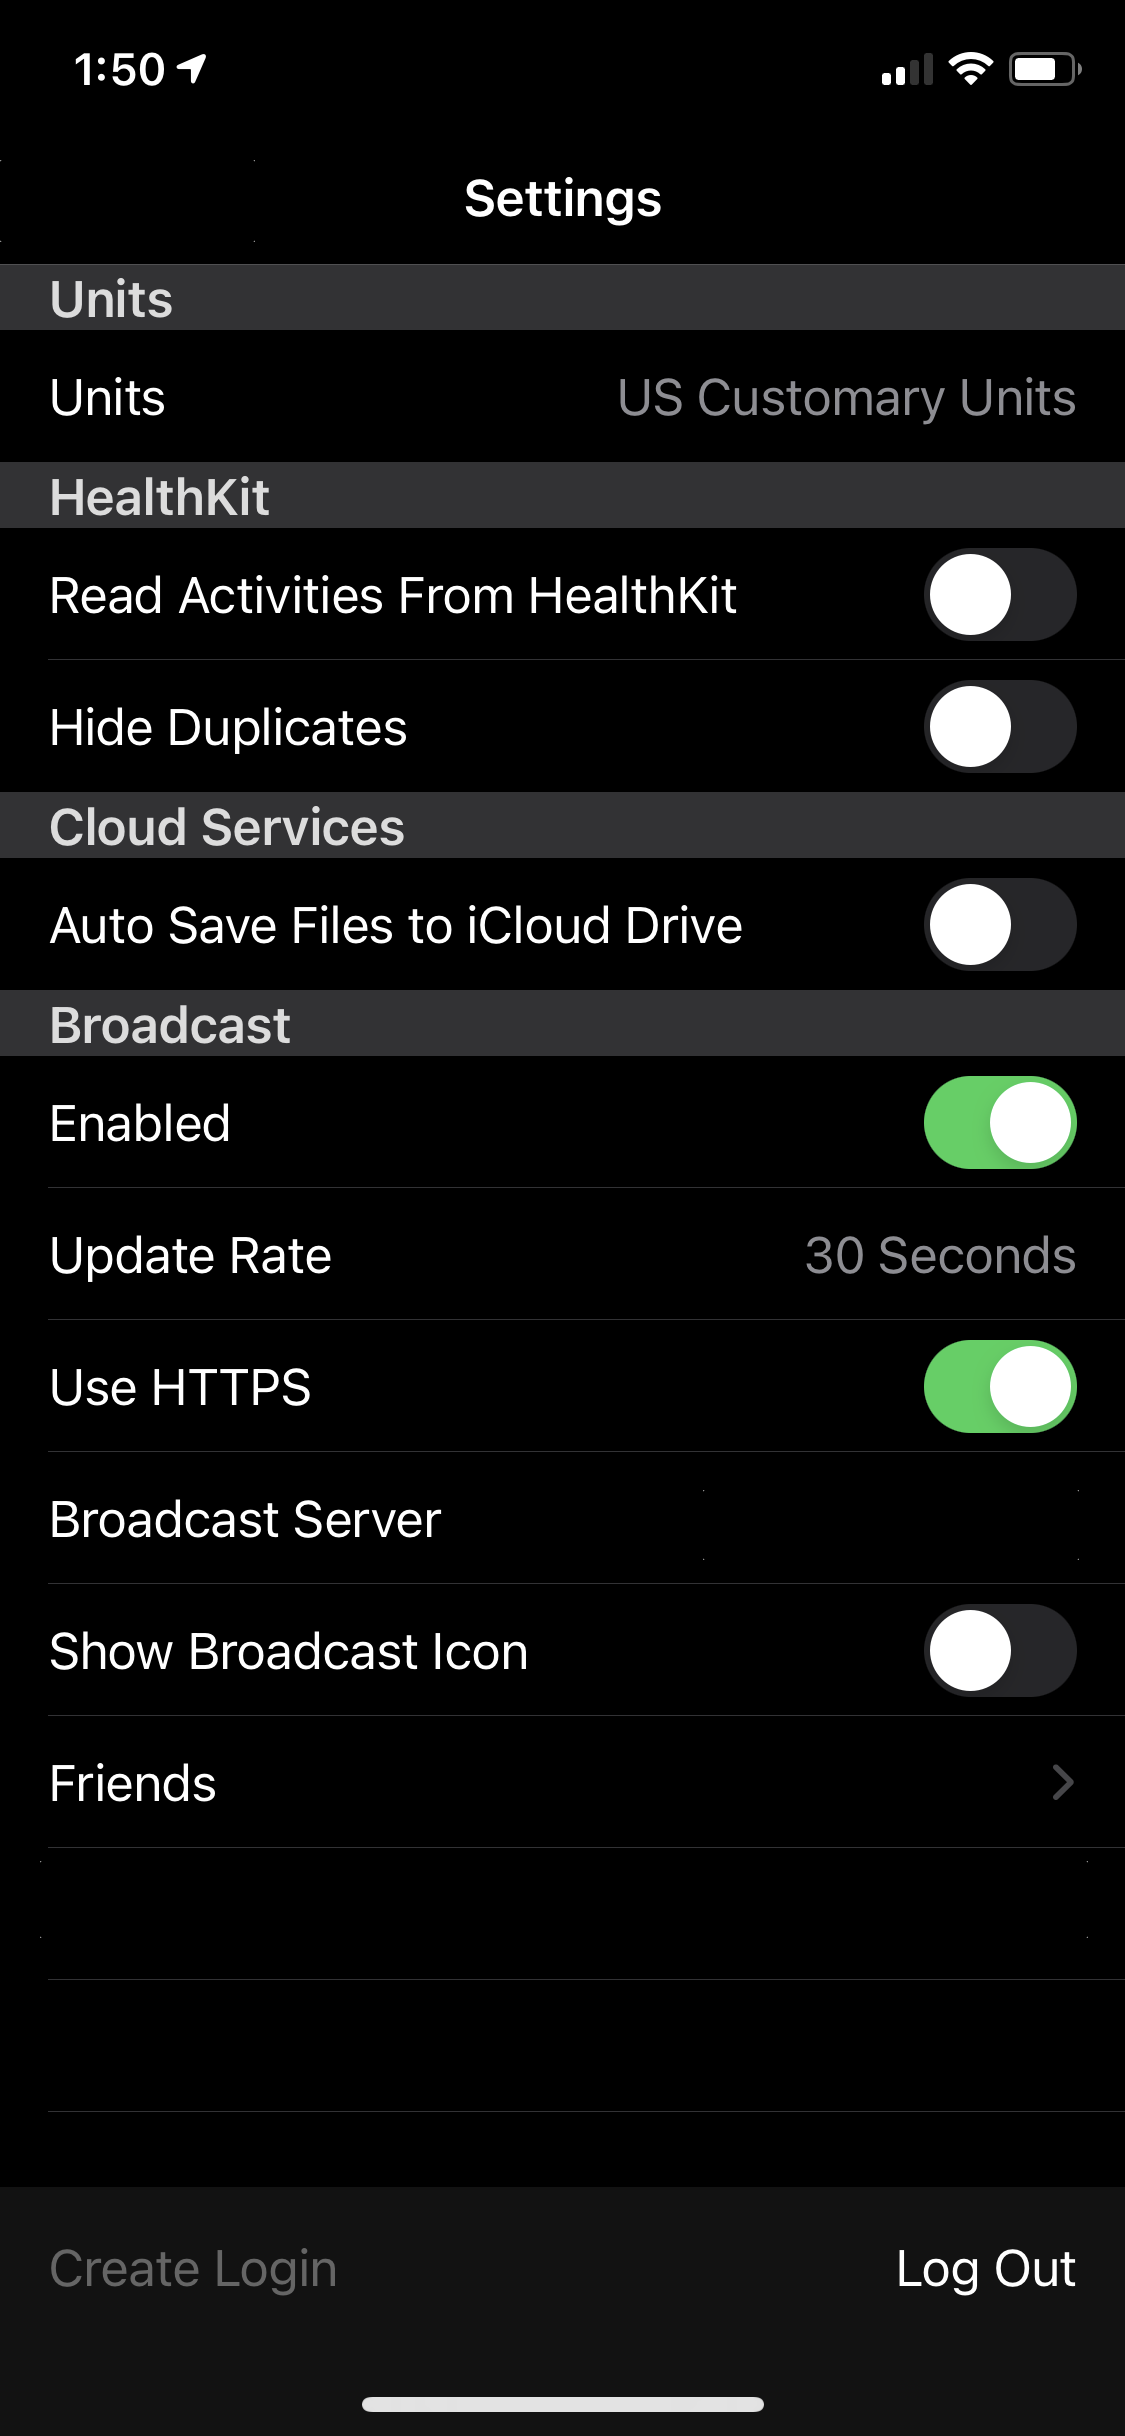 1:50
Settings
Units
Units US Customary Units
HealthKit
Read Activities From HealthKit
Hide Duplicates
Cloud Services
Auto Save Files to iCloud Drive
Broadcast
Enabled
Update Rate 30 Seconds
Use HTTPS
Broadcast Server
Show Broadcast Icon
Friends
Create Login Log Out